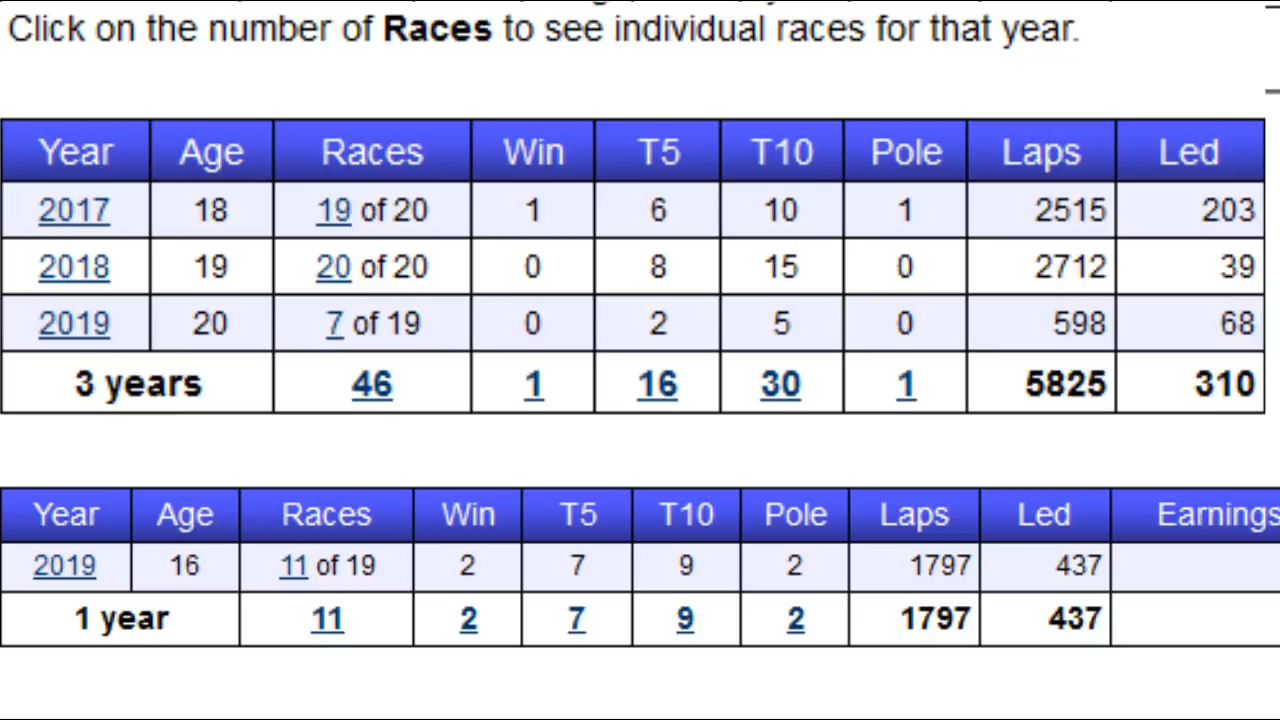 Click on the number of Races to see individual races for that year.
Year Age Races Win T5 T10 Pole Laps Led
2017 18 19 of 20 1 6 10 1 2515 203
2018 19 20 of 20 0 8 15 0 2712 39
2019 20 7 of 19 0 2 5 0 598 68
3 years 46 1 16 30 1 5825 310
Year Age Races Win T5 T10 Pole Laps Led Earnings
2019 16 11 of 19 2 7 9 2 1797 437
1 year 11 2 7 9 2 1797 437